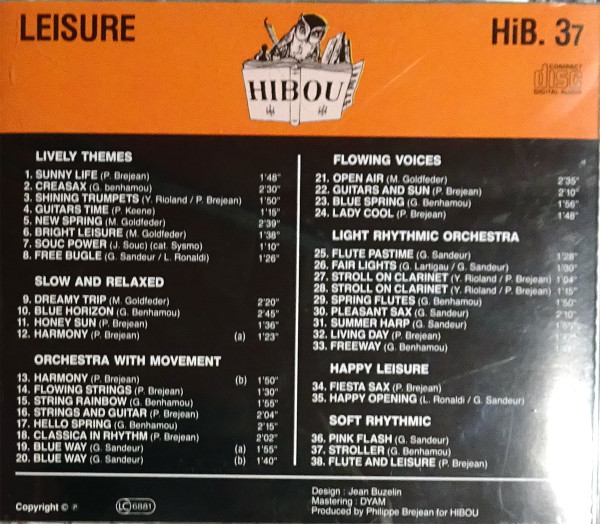 LEISURE
HiB. 37
HIBOU
COMPACT
disc
DIGITAL AUDIO
LIVELY THEMES
1. SUNNY LIFE (P. Brejean) 1'48"
2. CREASAX (G. benhamou) 2'30"
3. SHINING TRUMPETS (Y. Rioland / P. Brejean) 1'50"
4. GUITARS TIME (P. Keene) 1'15"
5. NEW SPRING (M. Goldfeder) 2'39"
6. BRIGHT LEISURE (M. Goldfeder) 1'38"
7. SOUC POWER (J. Souc) (cat. Sysmo) 1'10"
8. FREE BUGLE (G. Sandeur / L. Ronaldi) 1'26"
SLOW AND RELAXED
9. DREAMY TRIP (M. Goldfeder) 2'20"
10. BLUE HORIZON (G. Benhamou) 2'45"
11. HONEY SUN (P. Brejean) 1'36"
12. HARMONY (P. Brejean) (a) 1'23"
ORCHESTRA WITH MOVEMENT
13. HARMONY (P. Brejean) (b) 1'50"
14. FLOWING STRINGS (P. Brejean) 1'30"
15. STRING RAINBOW (G. Benhamou) 1'55"
16. STRINGS AND GUITAR (P. Brejean) 2'04"
17. HELLO SPRING (G. Benhamou) 2'15"
18. CLASSICA IN RHYTHM (P. Brejean) 2'02"
19. BLUE WAY (G. Sandeur) (a) 1'55"
20. BLUE WAY (G. Sandeur) (b) 1'40"
FLOWING VOICES
21. OPEN AIR (M. Goldfeder) 2'35"
22. GUITARS AND SUN (P. Brejean) 2'10"
23. BLUE SPRING (G. Benhamou) 1'56"
24. LADY COOL (P. Brejean) 1'48"
LIGHT RHYTHMIC ORCHESTRA
25. FLUTE PASTIME (G. Sandeur) 1'28"
26. FAIR LIGHTS (G. Lartigau / G. Sandeur) 1'30"
27. STROLL ON CLARINET (Y. Rioland / P. Brejean) 1'04"
28. STROLL ON CLARINET (Y. Rioland / P. Brejean) 1'15"
29. SPRING FLUTES (G. Benhamou) 1'50"
30. PLEASANT SAX (G. Sandeur) 2'10"
31. SUMMER HARP (G. Sandeur)
32. LIVING DAY (P. Brejean)
33. FREEWAY (G. Benhamou)
HAPPY LEISURE
34. FIESTA SAX (P. Brejean)
35. HAPPY OPENING (L. Ronaldi / G. Sandeur)
SOFT RHYTHMIC
36. PINK FLASH (G. Sandeur)
37. STROLLER (G. Benhamou)
38. FLUTE AND LEISURE (P. Brejean)
Copyright © ℗
LC 6881
Design : Jean Buzelin
Mastering : DYAM
Produced by Philippe Brejean for HIBOU